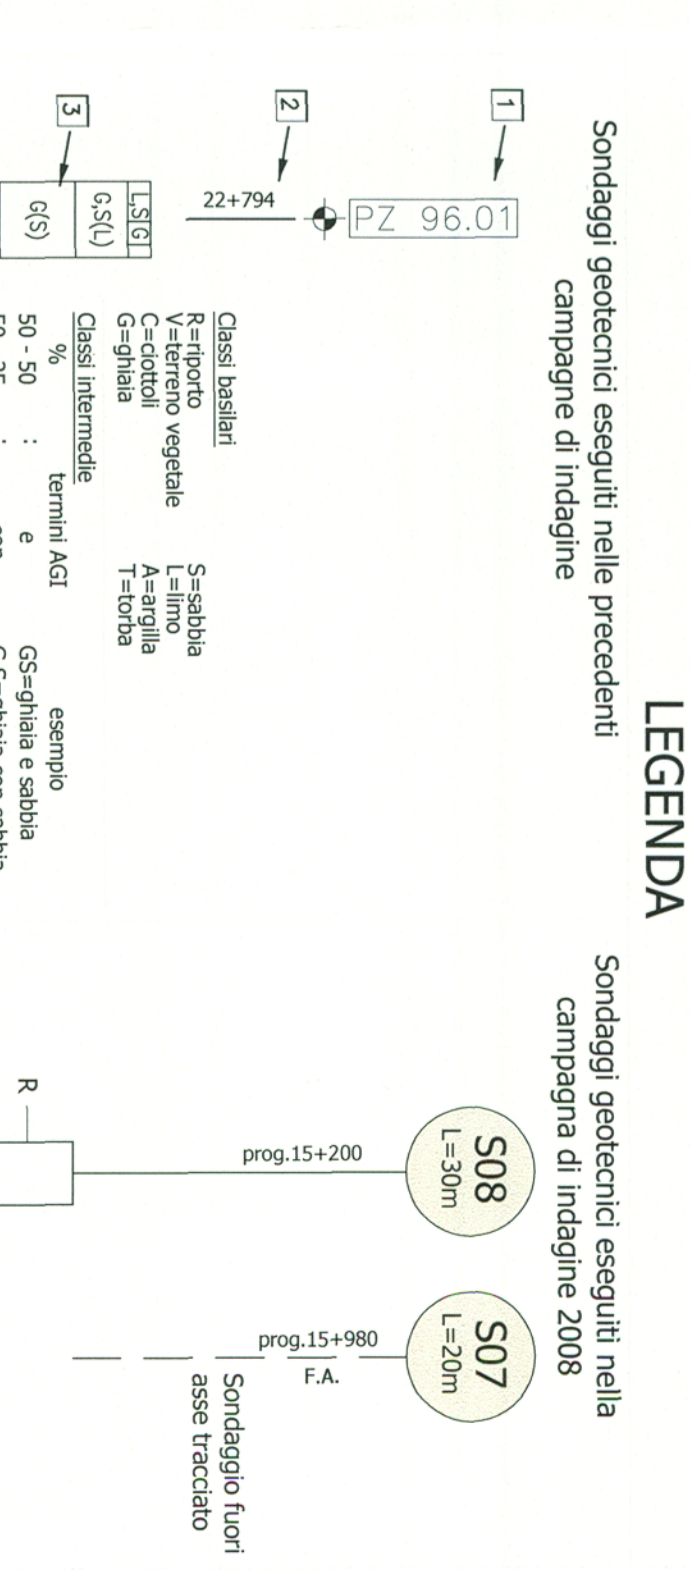 LEGENDA
Sondaggi geotecnici eseguiti nelle precedenti
campagne di indagine
1
PZ 96.01
2
22+794
3
L,S G
G,S(L)
G(S)
Classi basilari
R=riporto
V=terreno vegetale
C=ciottoli
G=ghiaia
S=sabbia
L=limo
A=argilla
T=torba
Classi intermedie
% termini AGI esempio
50 - 50 : e GS=ghiaia e sabbia
Sondaggi geotecnici eseguiti nella
campagna di indagine 2008
S08
L=30m
prog.15+200
R
S07
L=20m
prog.15+980
F.A.
Sondaggio fuori
asse tracciato